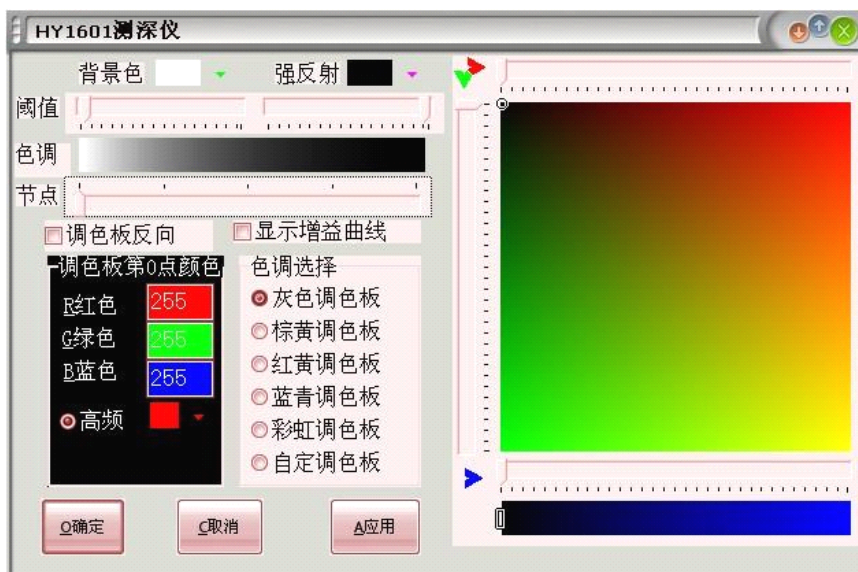 HY1601测深仪
背景色 强反射
阈值
色调
节点
调色板反向 显示增益曲线
调色板第0点颜色
R红色 255
G绿色 255
B蓝色 255
高频
色调选择
灰色调色板
棕黄调色板
红黄调色板
蓝青调色板
彩虹调色板
自定调色板
O确定 C取消 A应用